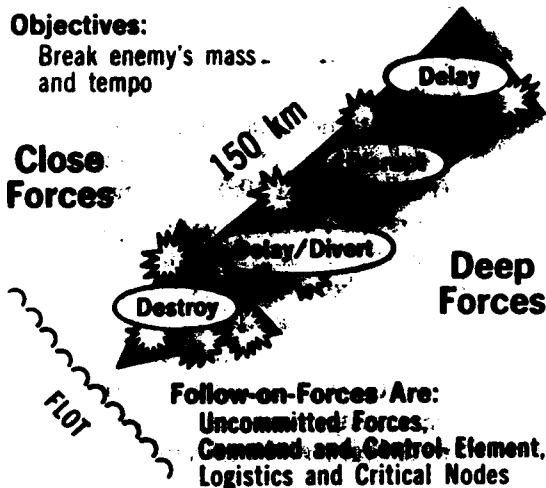 Objectives:
Break enemy's mass
and tempo
Delay
150 km
Close
Forces
Delay/Divert
Deep
Forces
Destroy
FLOT
Follow-on-Forces Are:
Uncommitted Forces,
Command and Control Element,
Logistics and Critical Nodes